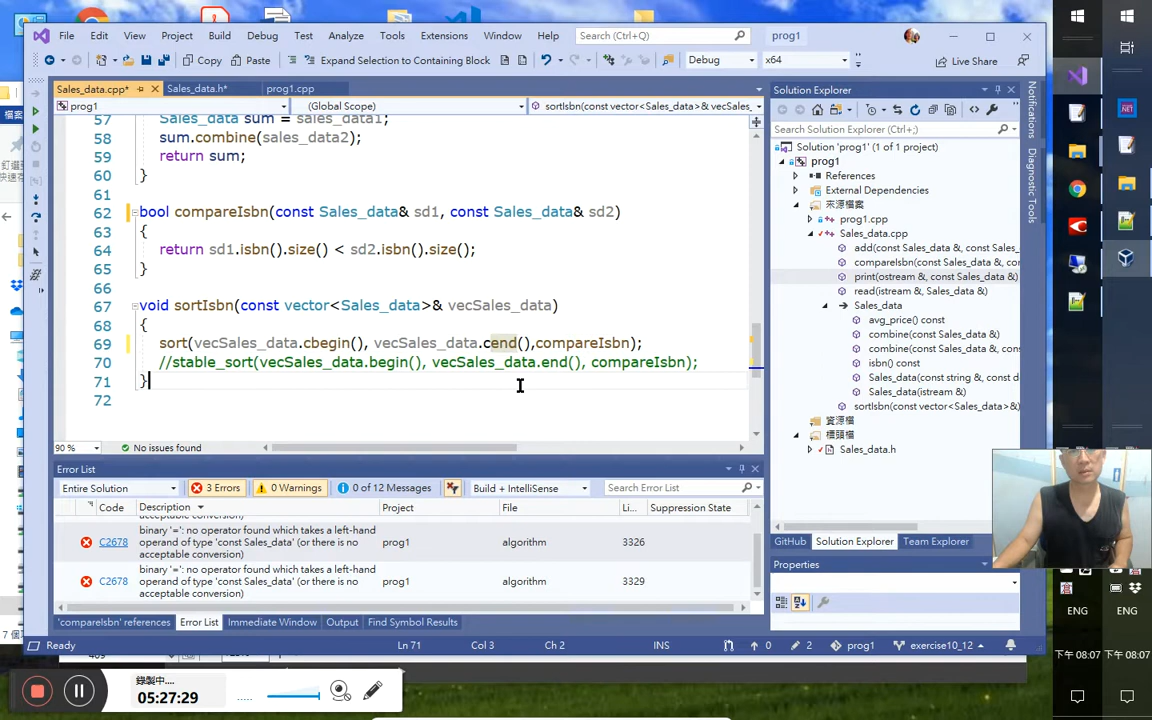 File Edit View Project Build Debug Test Analyze Tools Extensions Window Help Search (Ctrl+Q) prog1
Copy Paste Expand Selection to Containing Block Debug x64 Live Share
Sales_data.cpp* Sales_data.h* prog1.cpp
prog1 (Global Scope) sortIsbn(const vector<Sales_data>& vecSales_
57 Sales_data sum = sales_data1;
58 sum.combine(sales_data2);
59 return sum;
60 }
61
62 bool compareIsbn(const Sales_data& sd1, const Sales_data& sd2)
63 {
64 return sd1.isbn().size() < sd2.isbn().size();
65 }
66
67 void sortIsbn(const vector<Sales_data>& vecSales_data)
68 {
69 sort(vecSales_data.cbegin(), vecSales_data.cend(),compareIsbn);
70 //stable_sort(vecSales_data.begin(), vecSales_data.end(), compareIsbn);
71 }
72
90 % No issues found
Solution Explorer
Search Solution Explorer (Ctrl+;)
Solution 'prog1' (1 of 1 project)
prog1
References
External Dependencies
來源檔案
prog1.cpp
Sales_data.cpp
add(const Sales_data &, const Sales_data
compareIsbn(const Sales_data &, co
print(ostream &, const Sales_data &)
read(istream &, Sales_data &)
Sales_data
avg_price() const
combine(const Sales_data &)
isbn() const
Sales_data(const string &, const
Sales_data(istream &)
sortIsbn(const vector<Sales_data>&
資源檔案
標頭檔
Sales_data.h
GitHub Solution Explorer Team Explorer
Properties
Notifications
Diagnostic Tools
Error List
Entire Solution 3 Errors 0 Warnings 0 of 12 Messages Build + IntelliSense Search Error List
Code Description Project File Li... Suppression State
C2678 binary '=': no operator found which takes a left-hand operand of type 'const Sales_data' (or there is no acceptable conversion) prog1 algorithm 3326
C2678 binary '=': no operator found which takes a left-hand operand of type 'const Sales_data' (or there is no acceptable conversion) prog1 algorithm 3329
'compareIsbn' references Error List Immediate Window Output Find Symbol Results
Ready Ln 71 Col 3 Ch 2 INS 0 2 prog1 exercise10_12
錄製中...
05:27:29
ENG ENG
下午 08:07 下午 08:07